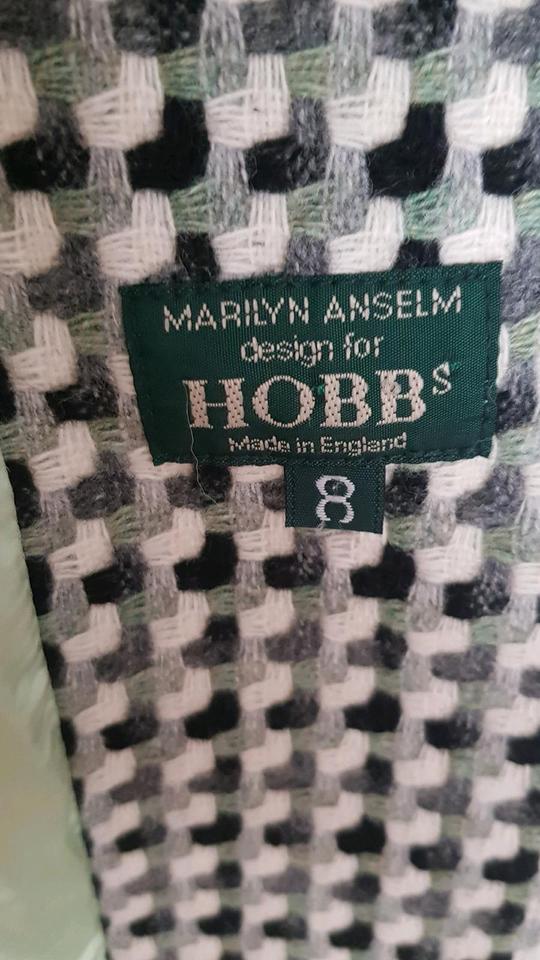 MARILYN ANSELM
design for
HOBBS
Made in England
8